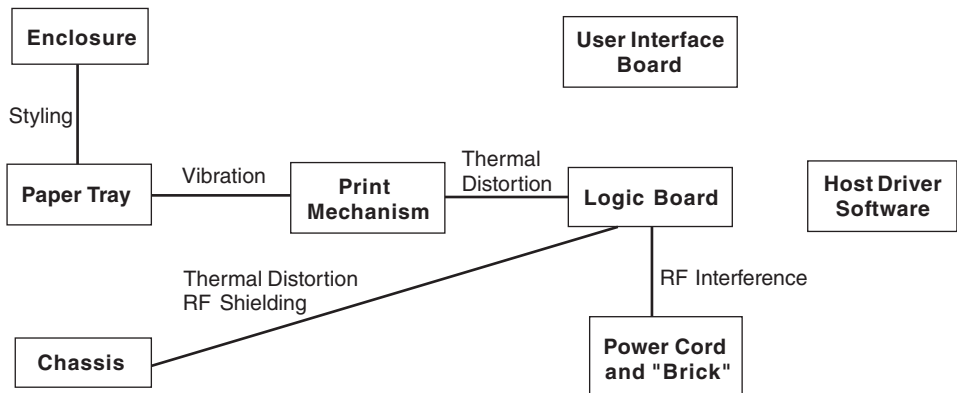 Enclosure
User Interface
Board
Styling
Paper Tray
Vibration
Print
Mechanism
Thermal
Distortion
Logic Board
Host Driver
Software
Thermal Distortion
RF Shielding
RF Interference
Chassis
Power Cord
and "Brick"